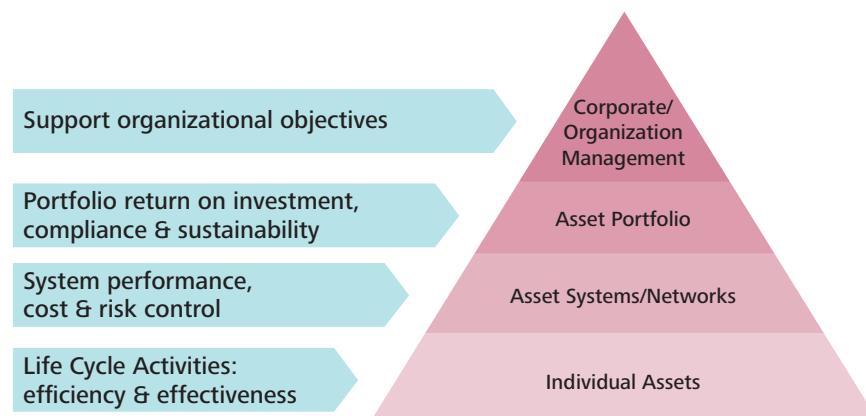 Support organizational objectives
Corporate/
Organization
Management
Portfolio return on investment,
compliance & sustainability
Asset Portfolio
System performance,
cost & risk control
Asset Systems/Networks
Life Cycle Activities:
efficiency & effectiveness
Individual Assets